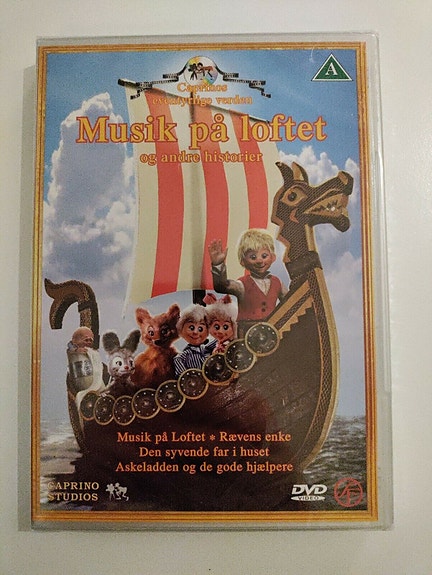 Caprinos
eventyrlige verden
A
Musik på loftet
og andre historier
Musik på Loftet * Rævens enke
Den syvende far i huset
Askeladden og de gode hjælpere
CAPRINO
STUDIOS
DVD
VIDEO